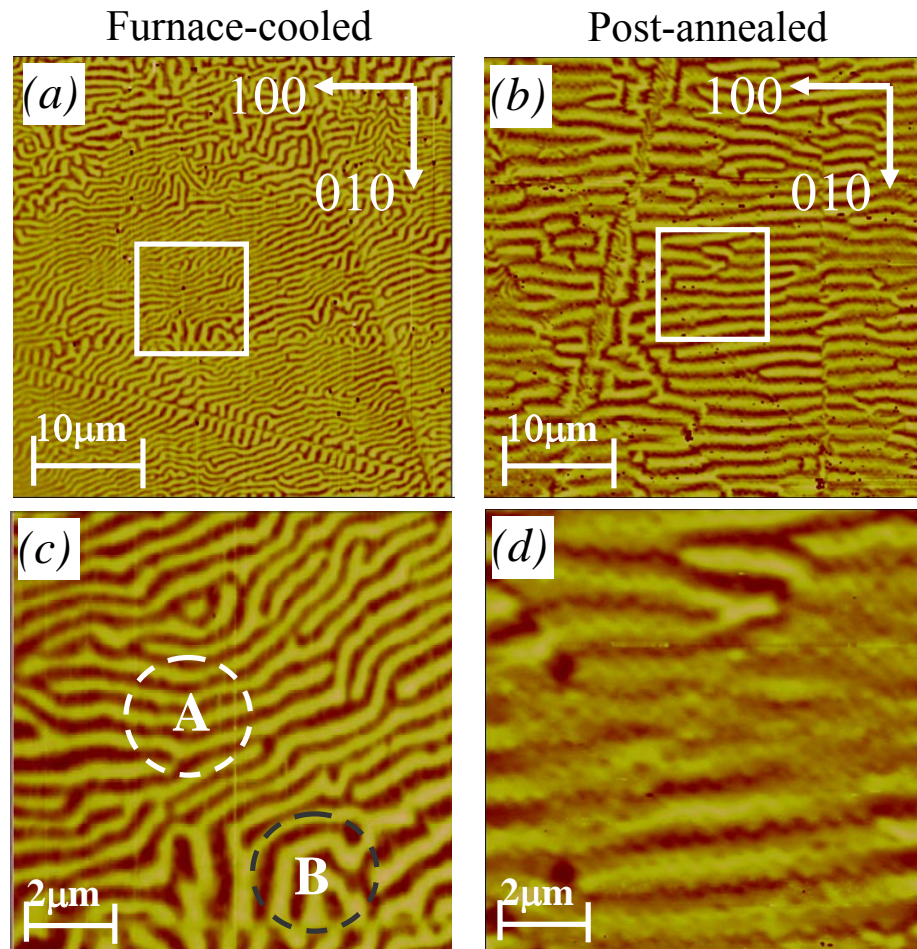 Furnace-cooled
Post-annealed
(a)
100
010
10μm
(b)
100
010
10μm
(c)
A
B
2μm
(d)
2μm